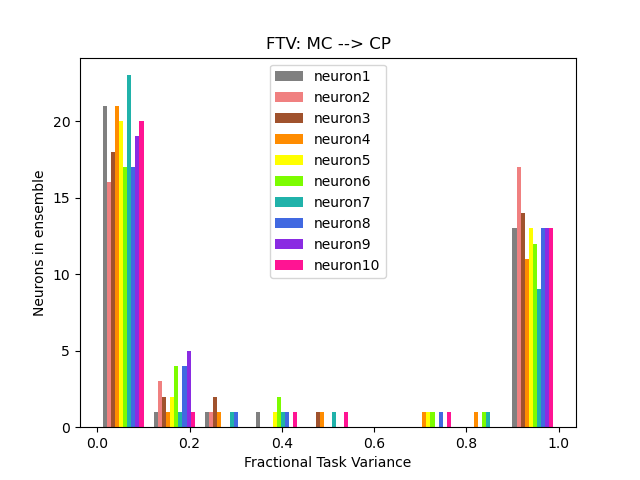 FTV: MC --> CP
neuron1
neuron2
neuron3
neuron4
neuron5
neuron6
neuron7
neuron8
neuron9
neuron10
Neurons in ensemble
20
15
10
5
0
0.0 0.2 0.4 0.6 0.8 1.0
Fractional Task Variance